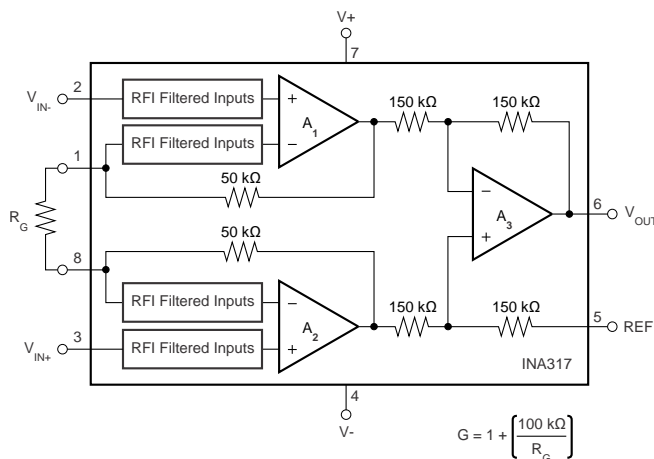 V+
7
2
V_IN-
RFI Filtered Inputs
+
A_1
150 kΩ
150 kΩ
RFI Filtered Inputs
−
1
50 kΩ
R_G
−
A_3
6
V_OUT
50 kΩ
+
8
RFI Filtered Inputs
−
A_2
150 kΩ
150 kΩ
5
REF
3
V_IN+
RFI Filtered Inputs
+
INA317
4
V-
G = 1 + [100 kΩ / R_G]